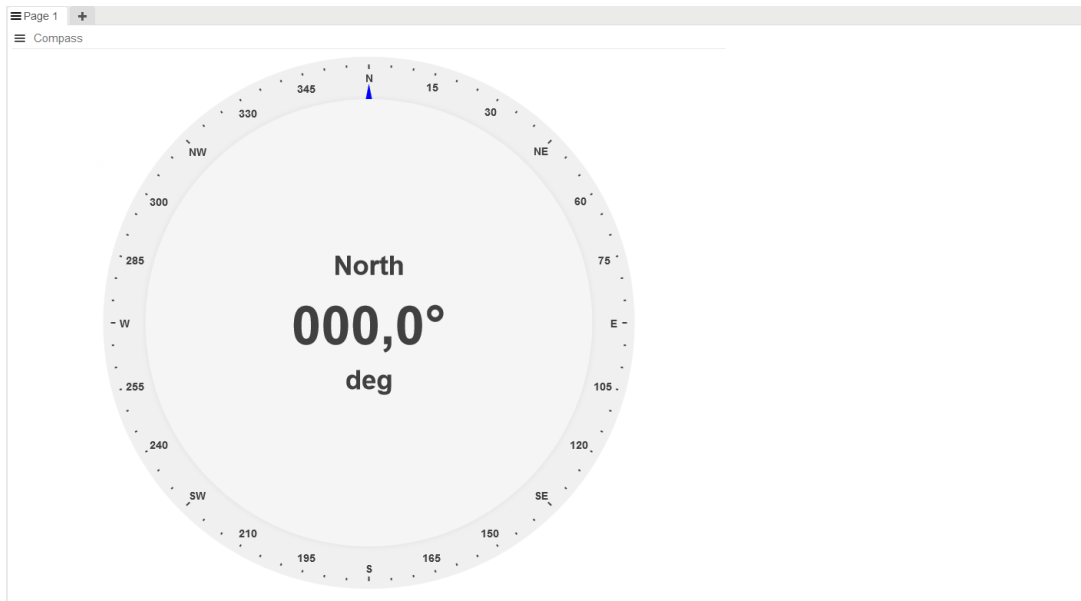 Page 1 +
Compass
N
345 15
330 30
NW NE
300 60
285 75
North
000,0°
W E
deg
255 105
240 120
SW SE
210 150
195 165
S